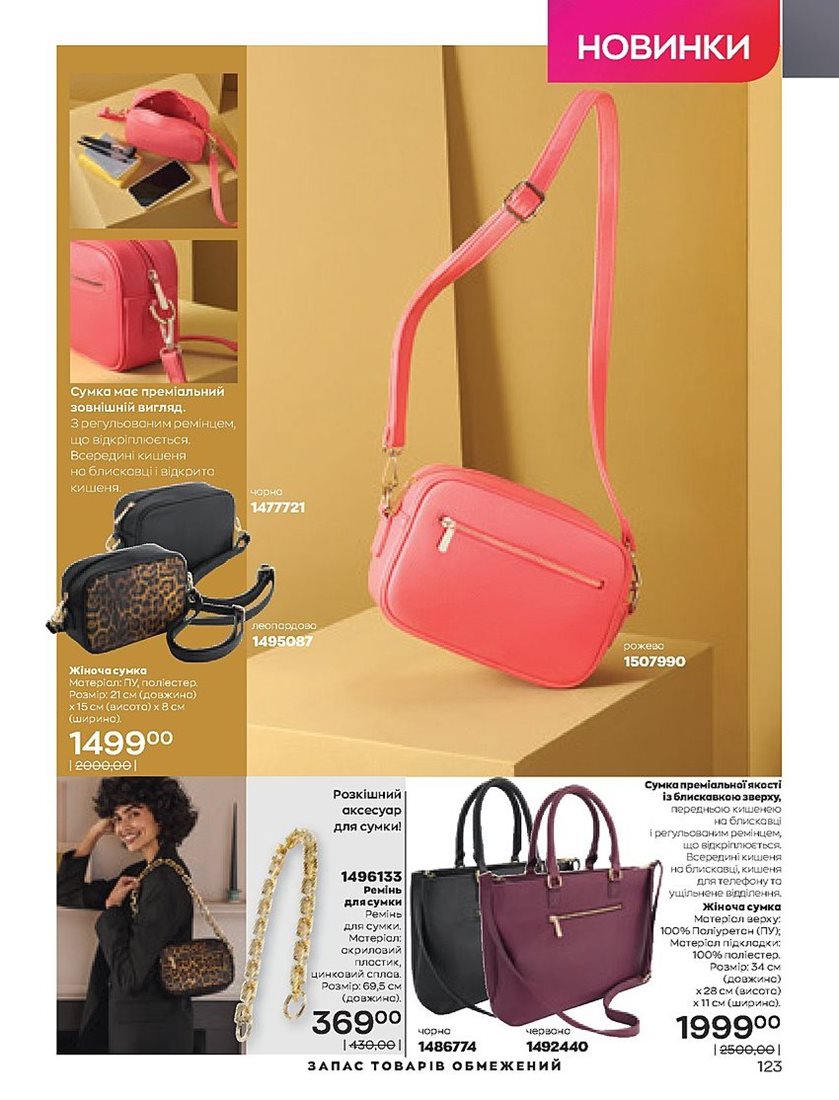 НОВИНКИ
Сумка має преміальний
зовнішній вигляд.
З регульованим ремінцем,
що відкріплюється.
Всередині кишеня
на блискавці і відкрита
кишеня.
чорна
1477721
леопардова
1495087
рожева
1507990
Жіноча сумка
Матеріал: ПУ, поліестер.
Розмір: 21 см (довжина)
х 15 см (висота) х 8 см
(ширина).
1499⁰⁰
| 2000,00 |
Розкішний
аксесуар
для сумки!
1496133
Ремінь
для сумки
Ремінь
для сумки.
Матеріал:
акриловий
пластик,
цинковий сплав.
Розмір: 69,5 см
(довжина).
369⁰⁰
| 430,00 |
чорна
1486774
червона
1492440
Сумка преміальної якості
із блискавкою зверху,
передньою кишенею
на блискавці
і регульованим ремінцем,
що відкріплюється.
Всередині кишеня
на блискавці, кишеня
для телефону та
ущільнене відділення.
Жіноча сумка
Матеріал верху:
100% Поліуретан (ПУ);
Матеріал підкладки:
100% поліестер.
Розмір: 34 см
(довжина)
х 28 см (висота)
х 11 см (ширина).
1999⁰⁰
| 2500,00 |
ЗАПАС ТОВАРІВ ОБМЕЖЕНИЙ
123